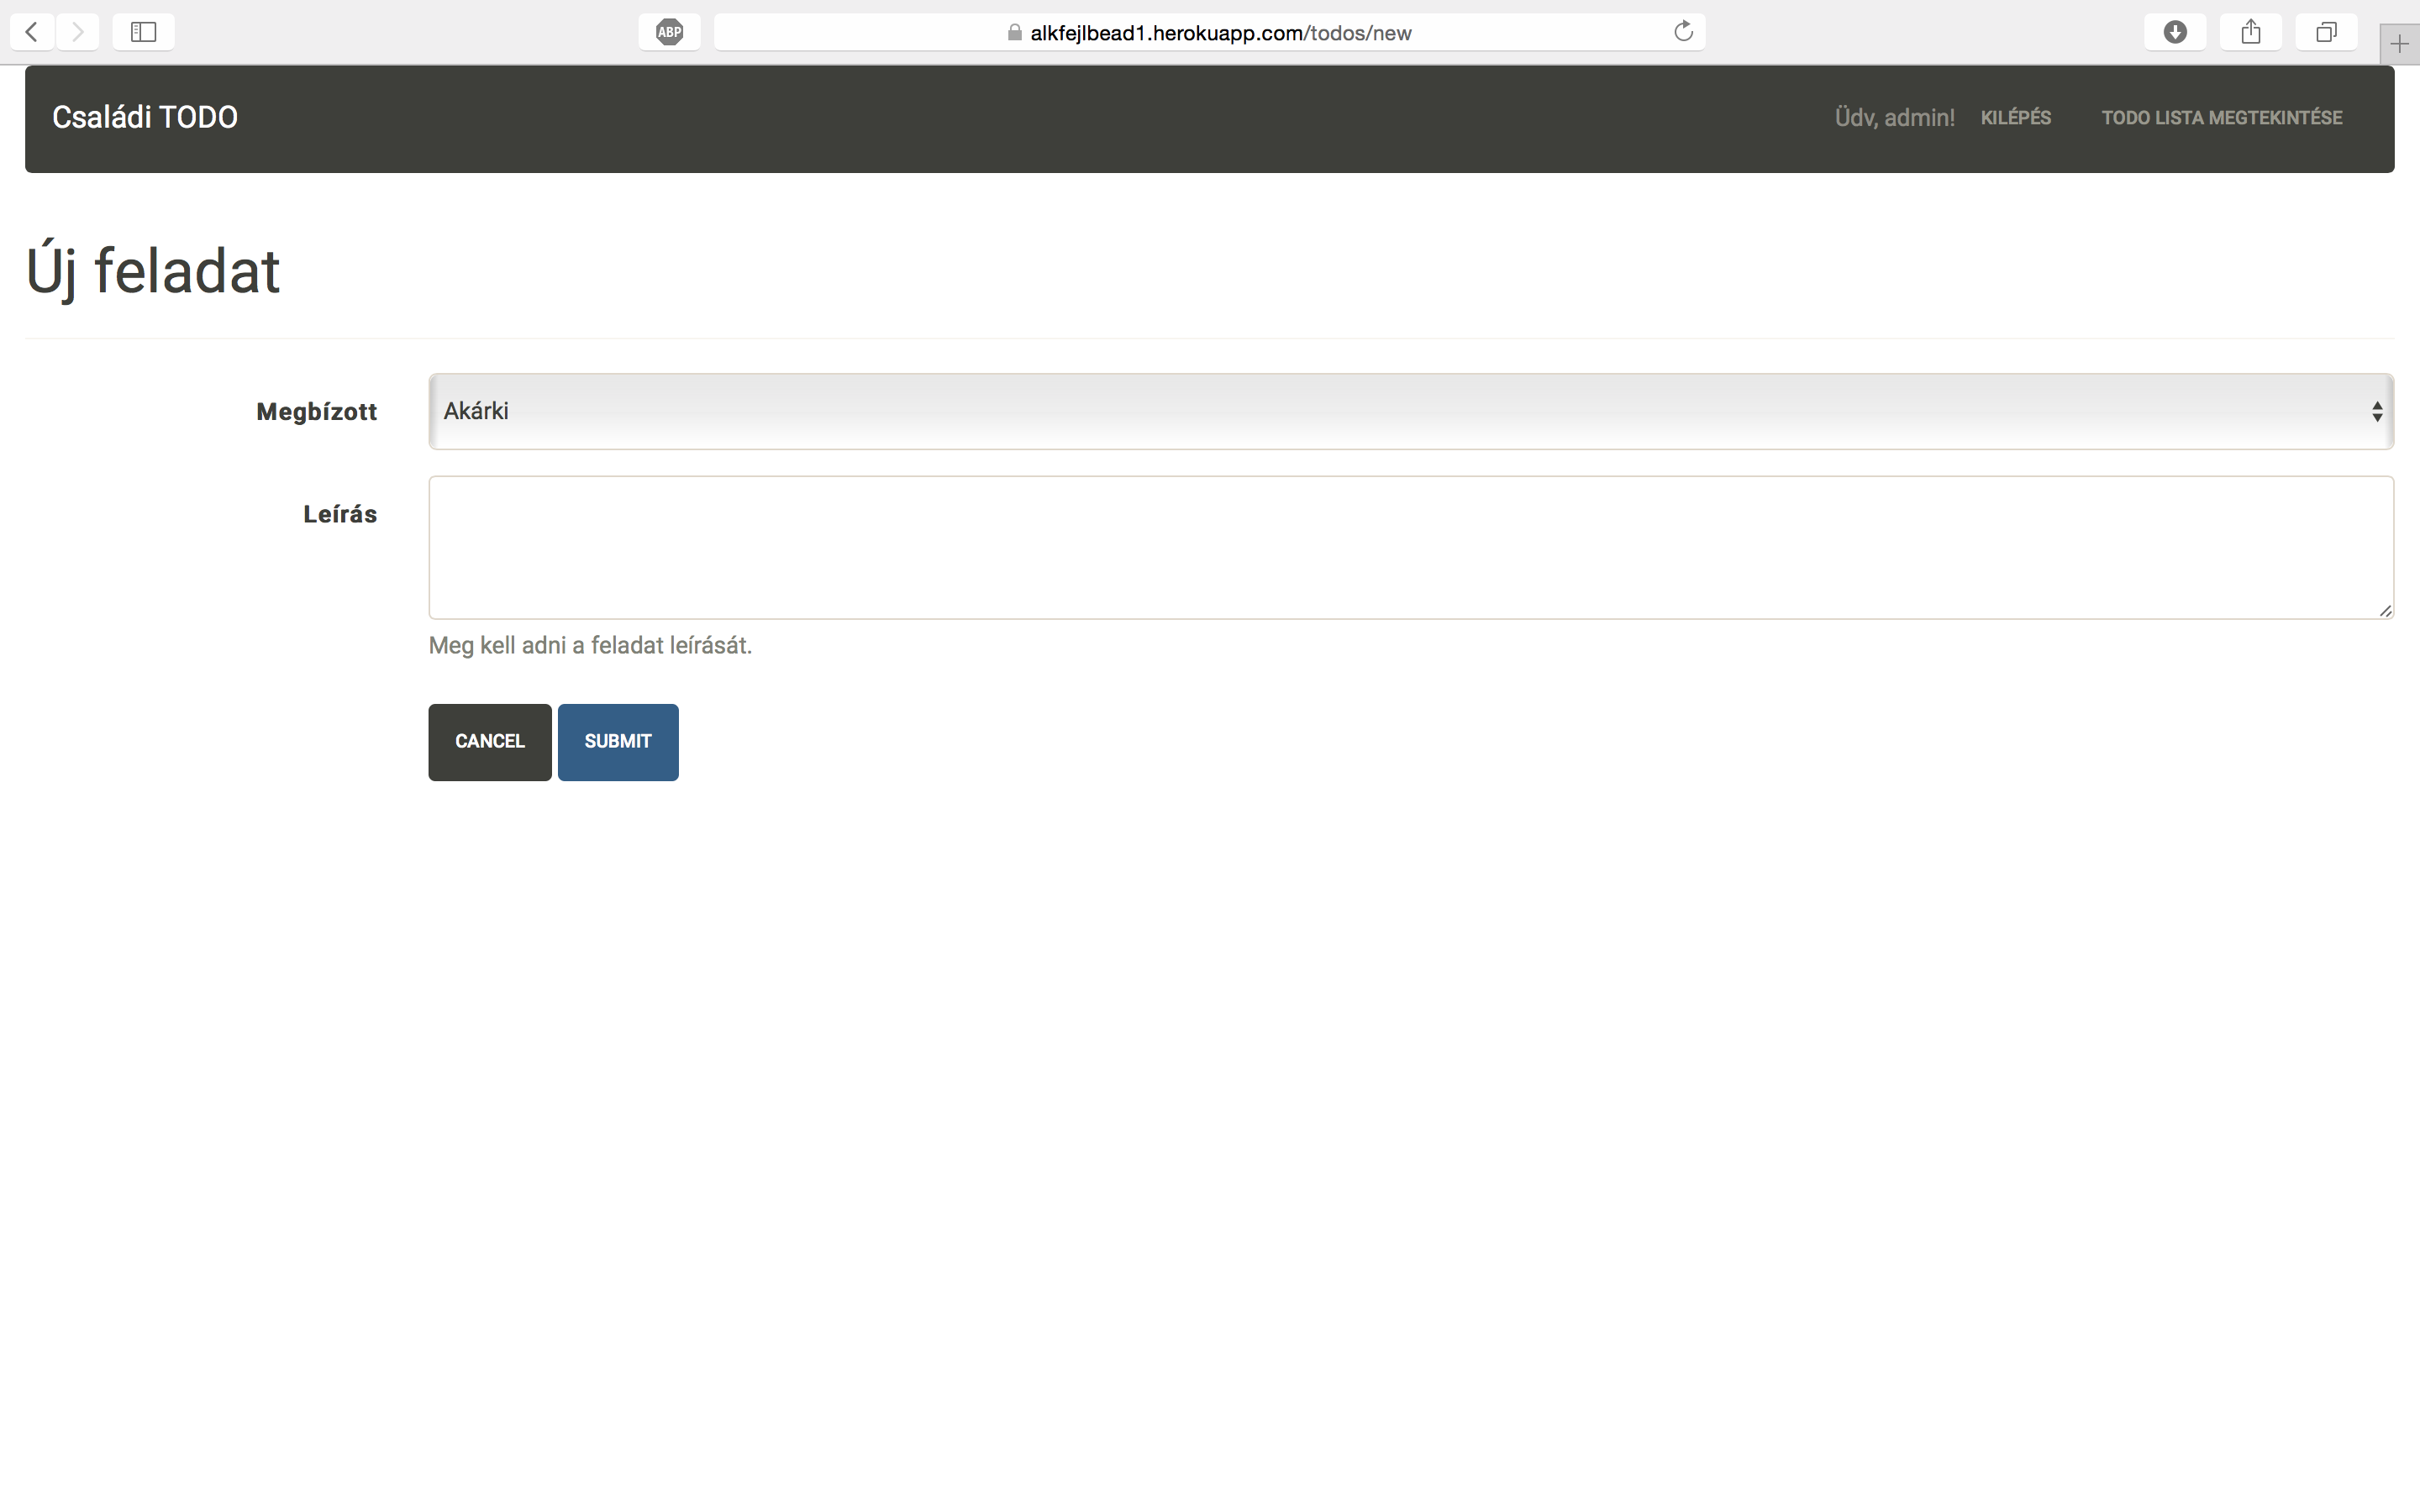 ABP
alkfejlbead1.herokuapp.com/todos/new
Családi TODO
Üdv, admin! KILÉPÉS TODO LISTA MEGTEKINTÉSE
Új feladat
Megbízott Akárki
Leírás
Meg kell adni a feladat leírását.
CANCEL SUBMIT